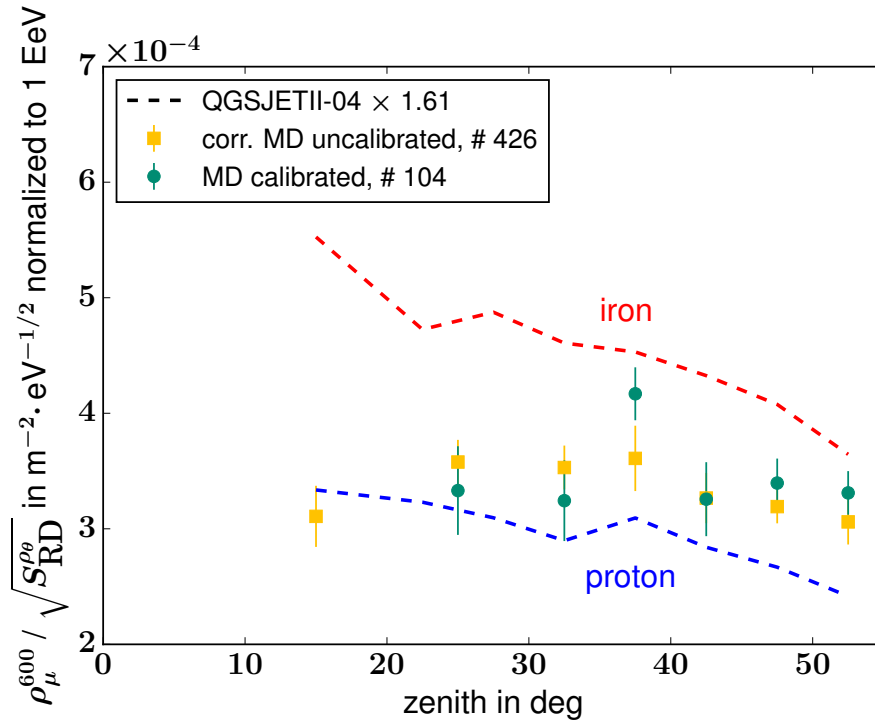 ×10⁻⁴
7
6
5
4
3
2
0
10
20
30
40
50
zenith in deg
ρ_μ^600 / √S_RD^ρ_θ in m⁻². eV⁻¹/² normalized to 1 EeV
QGSJETII-04 × 1.61
corr. MD uncalibrated, # 426
MD calibrated, # 104
iron
proton